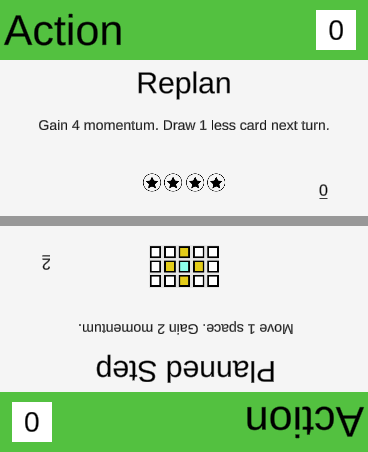 Action
0
Replan
Gain 4 momentum. Draw 1 less card next turn.
0
Action
0
Planned Step
Move 1 space. Gain 2 momentum.
2